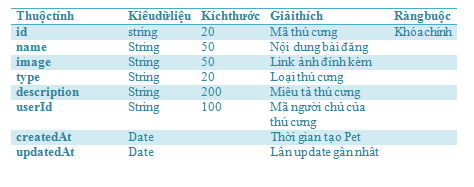 Thuộctính Kiểudữliệu Kíchthước Giảithích Ràngbuộc
id string 20 Mã thú cưng Khóachính
name String 50 Nội dung bài đăng
image String 50 Link ảnh đính kèm
type String 20 Loại thú cưng
description String 200 Miêu tả thú cưng
userId String 100 Mã người chủ của
thú cưng
createdAt Date Thời gian tạo Pet
updatedAt Date Lần update gần nhất